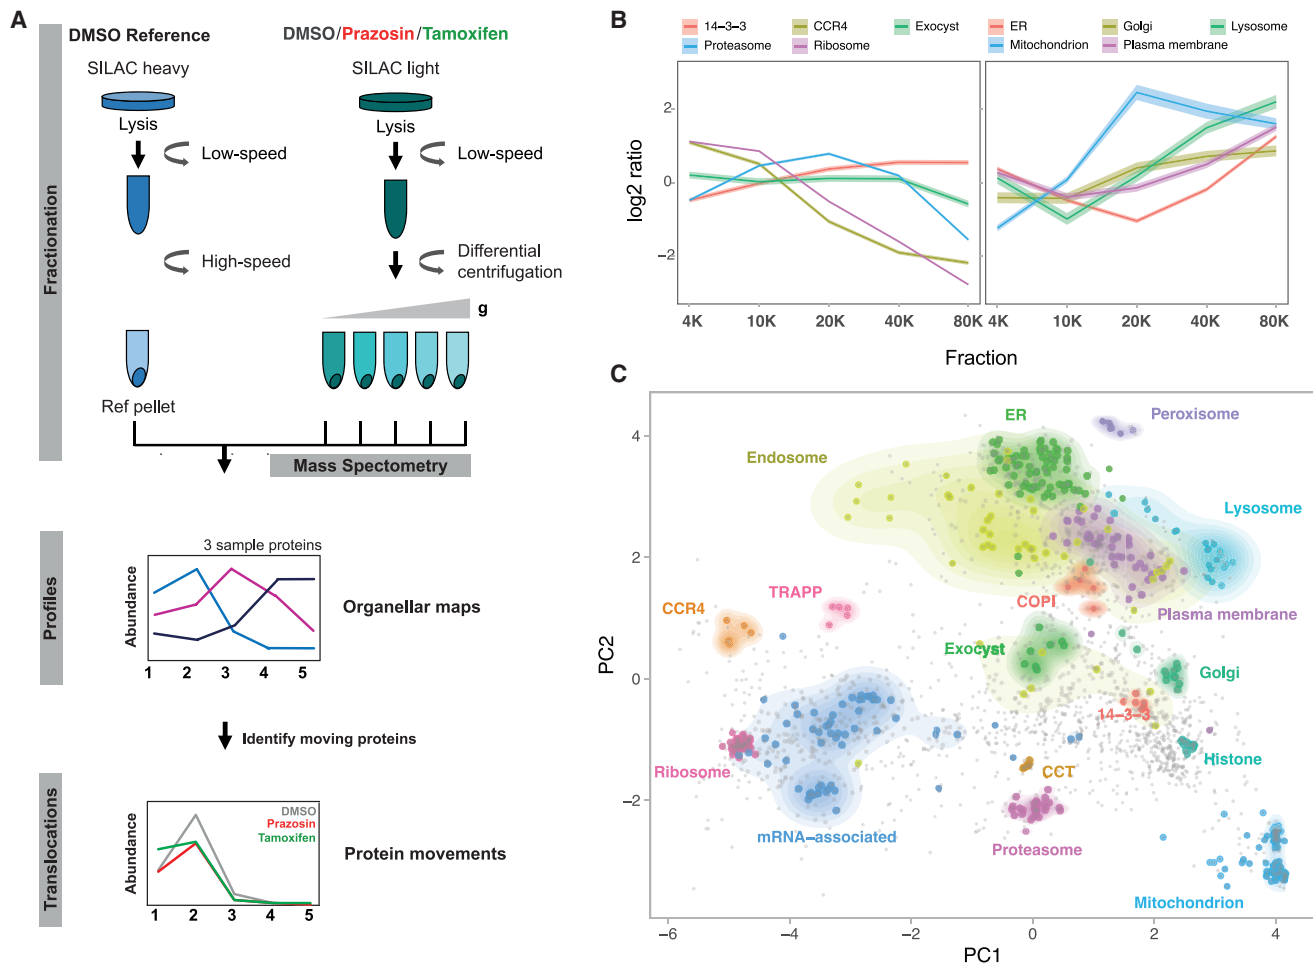 A
DMSO Reference
DMSO/Prazosin/Tamoxifen
SILAC heavy
SILAC light
Lysis
Lysis
Low-speed
Low-speed
High-speed
Differential
centrifugation
g
Ref pellet
Mass Spectometry
Fractionation
Profiles
3 sample proteins
Abundance
1 2 3 4 5
Organellar maps
Identify moving proteins
Translocations
DMSO
Prazosin
Tamoxifen
Abundance
1 2 3 4 5
Protein movements
B
14−3−3 CCR4 Exocyst
Proteasome Ribosome
ER Golgi Lysosome
Mitochondrion Plasma membrane
log2 ratio
2
0
−2
4K 10K 20K 40K 80K
4K 10K 20K 40K 80K
Fraction
C
ER
Peroxisome
Endosome
Lysosome
TRAPP
CCR4
COPI
Plasma membrane
Exocyst
Golgi
14−3−3
Ribosome
CCT
Histone
mRNA−associated
Proteasome
Mitochondrion
PC2
4
2
0
−2
−6 −4 −2 0 2 4
PC1